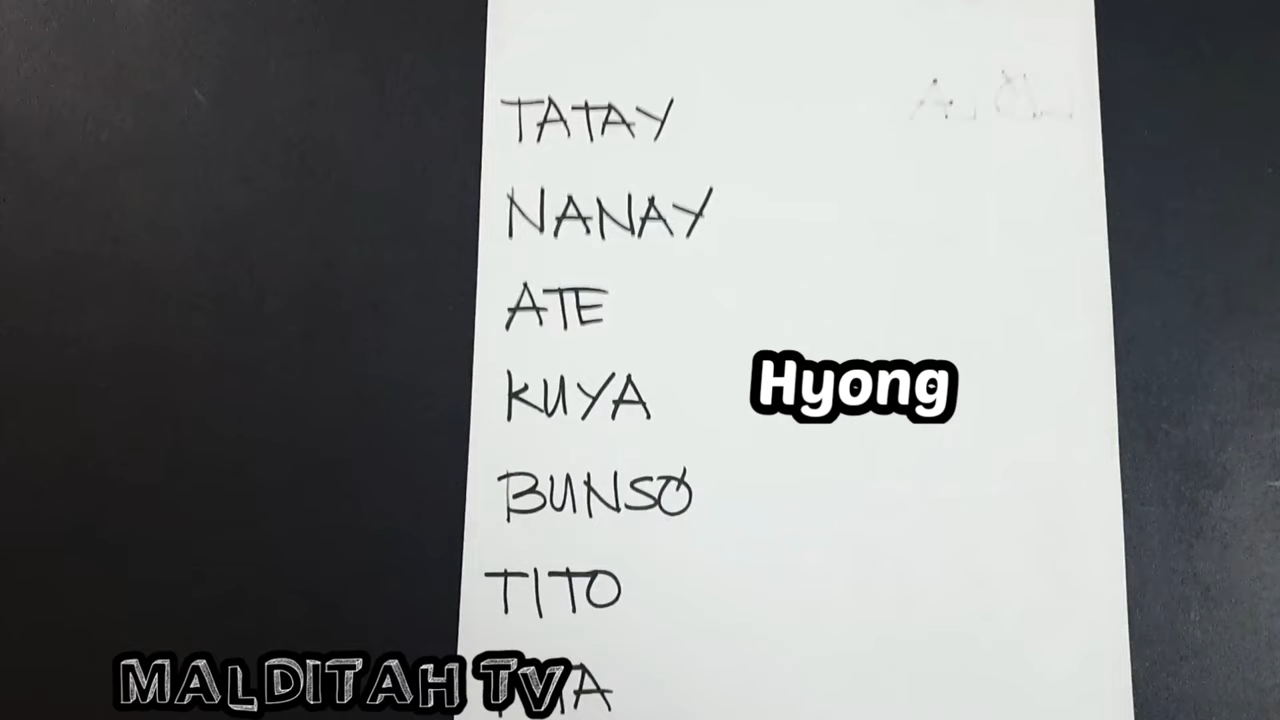 TATAY
NANAY
ATE
KUYA
Hyong
BUNSO
TITO
MALDITAH TV